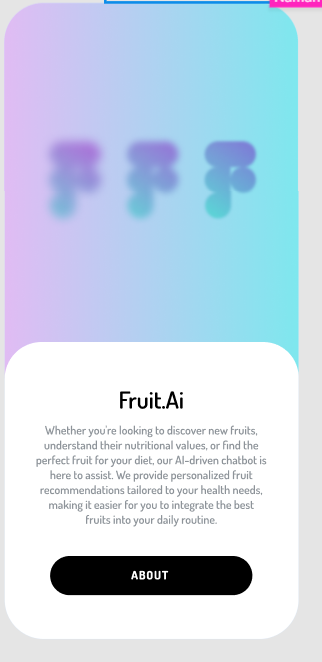 Fruit.Ai
Whether you're looking to discover new fruits,
understand their nutritional values, or find the
perfect fruit for your diet, our AI-driven chatbot is
here to assist. We provide personalized fruit
recommendations tailored to your health needs,
making it easier for you to integrate the best
fruits into your daily routine.
ABOUT